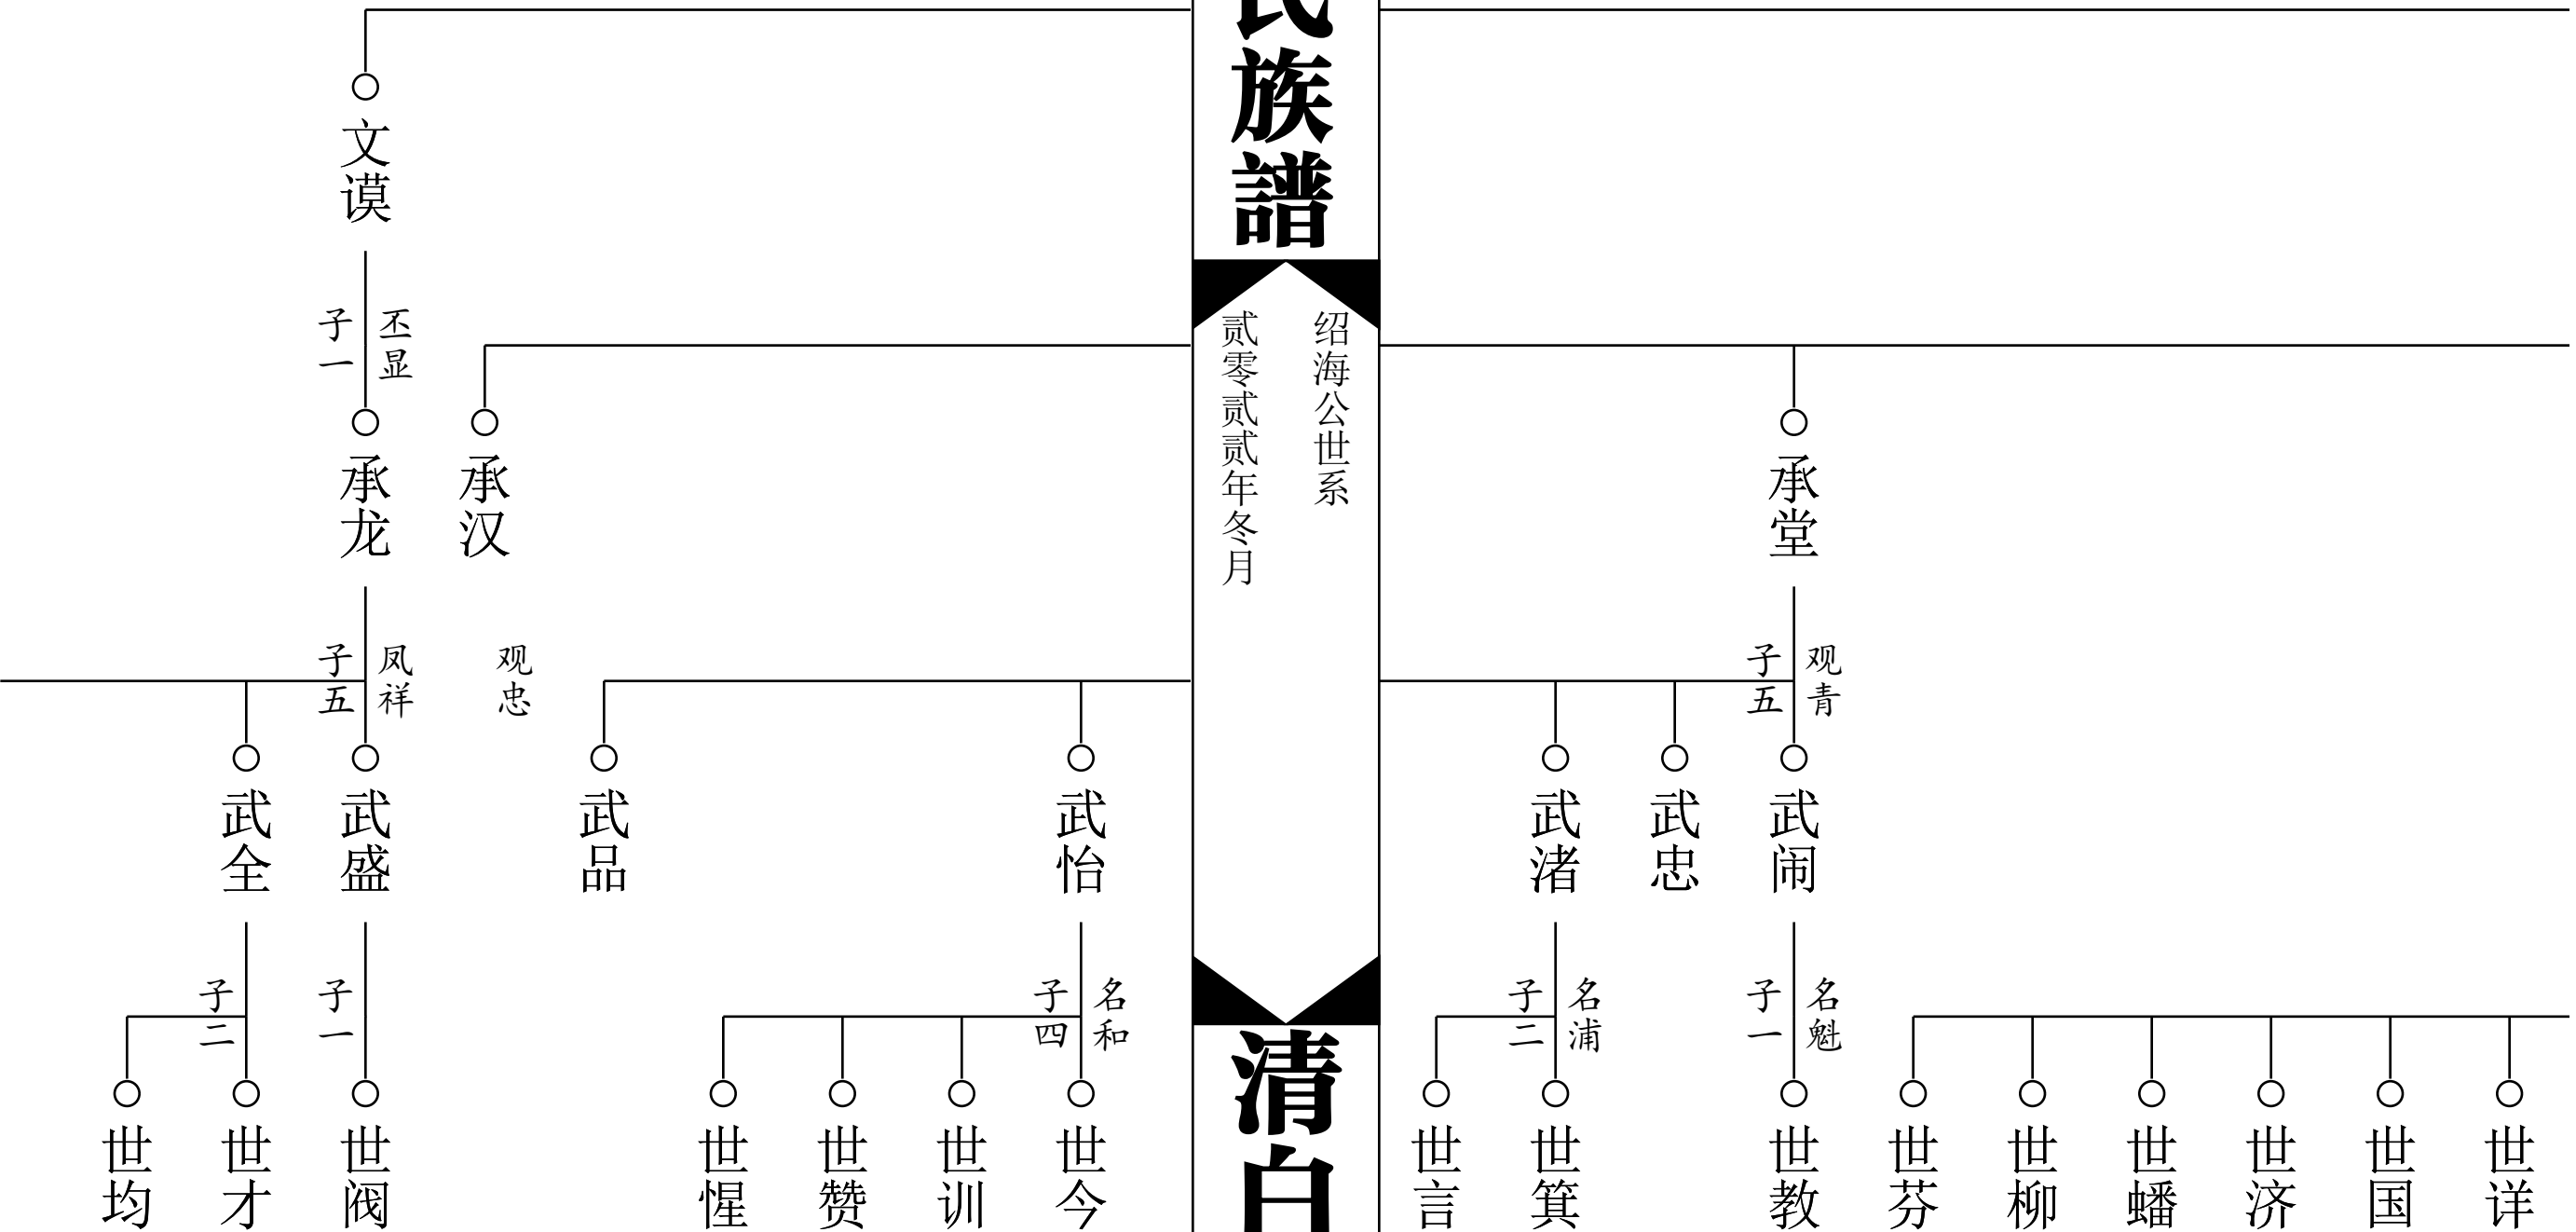 氏族譜
绍海公世系
贰零贰贰年冬月
清白
文谟
丕显
子一
承堂
承汉
承龙
观青
子五
观忠
凤祥
子五
武闹
武忠
武渚
武怡
武品
武盛
武全
名魁
子一
名浦
子二
名和
子四
子一
子二
世详
世国
世济
世蟠
世柳
世芬
世教
世箕
世言
世今
世训
世赞
世惺
世阀
世才
世均